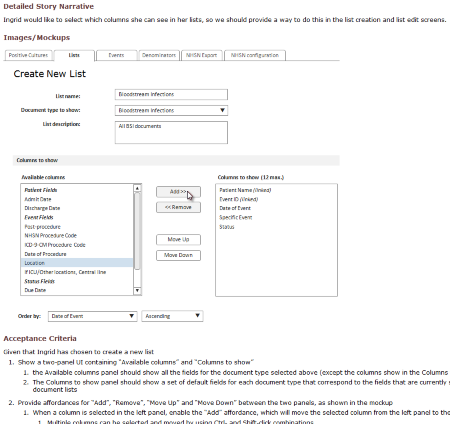 Detailed Story Narrative
Ingrid would like to select which columns she can see in her lists, so we should provide a way to do this in the list creation and list edit screens.
Images/Mockups
Positive Cultures Lists Events Denominators NHSN Export NHSN configuration
Create New List
List name: Bloodstream Infections
Document type to show: Bloodstream Infections
List description: All BSI documents
Columns to show
Available columns
Patient Fields
Admit Date
Discharge Date
Event Fields
Post-procedure
NHSN Procedure Code
ICD-9-CM Procedure Code
Date of Procedure
Location
If ICU/Other locations, Central line
Status Fields
Due Date
Add >>
<< Remove
Move Up
Move Down
Columns to show (12 max.)
Patient Name (linked)
Event ID (linked)
Date of Event
Specific Event
Status
Order by: Date of Event Ascending
Acceptance Criteria
Given that Ingrid has chosen to create a new list
1. Show a two-panel UI containing "Available columns" and "Columns to show"
1. the Available columns panel should show all the fields for the document type selected above (except the columns show in the Columns
2. The Columns to show panel should show a set of default fields for each document type that correspond to the fields that are currently
document lists
2. Provide affordances for "Add", "Remove", "Move Up" and "Move Down" between the two panels, as shown in the mockup
1. When a column is selected in the left panel, enable the "Add" affordance, which will move the selected column from the left panel to the
1. Multiple columns can be selected and moved by using Ctrl- and Shift-click combinations